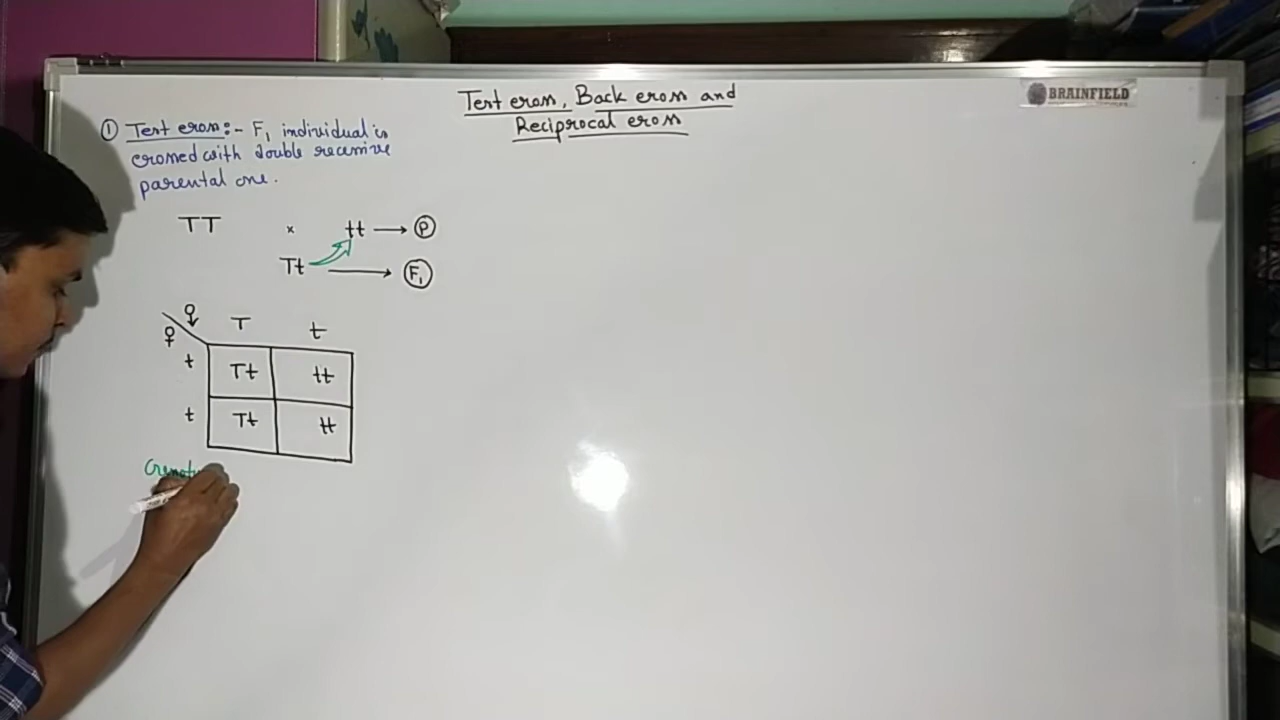 Test cross, Back cross and
Reciprocal cross
BRAINFIELD
① Test cross:- F₁ individual is
crossed with double recessive
parental one.
TT × tt → Ⓟ
Tt → F₁
♀ T t
♀
t Tt tt
t Tt tt